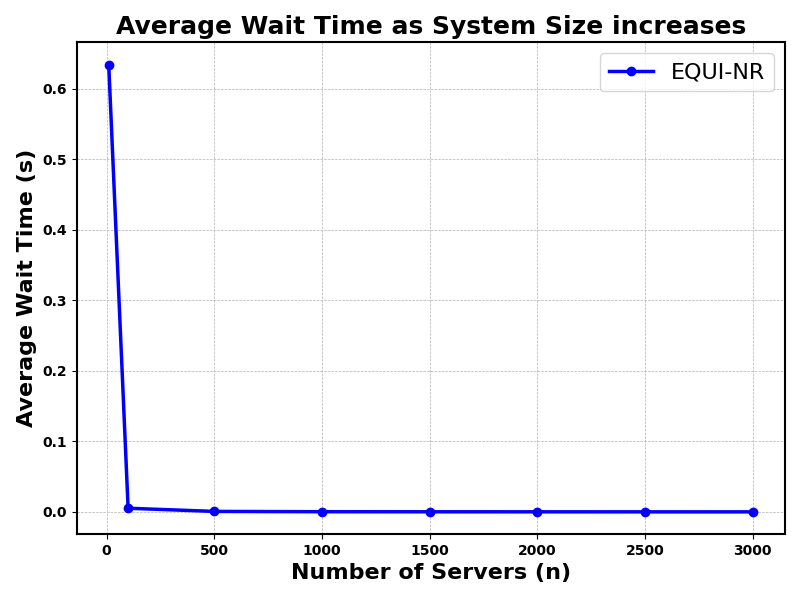 Average Wait Time as System Size increases
EQUI-NR
Average Wait Time (s)
0.6
0.5
0.4
0.3
0.2
0.1
0.0
0 500 1000 1500 2000 2500 3000
Number of Servers (n)